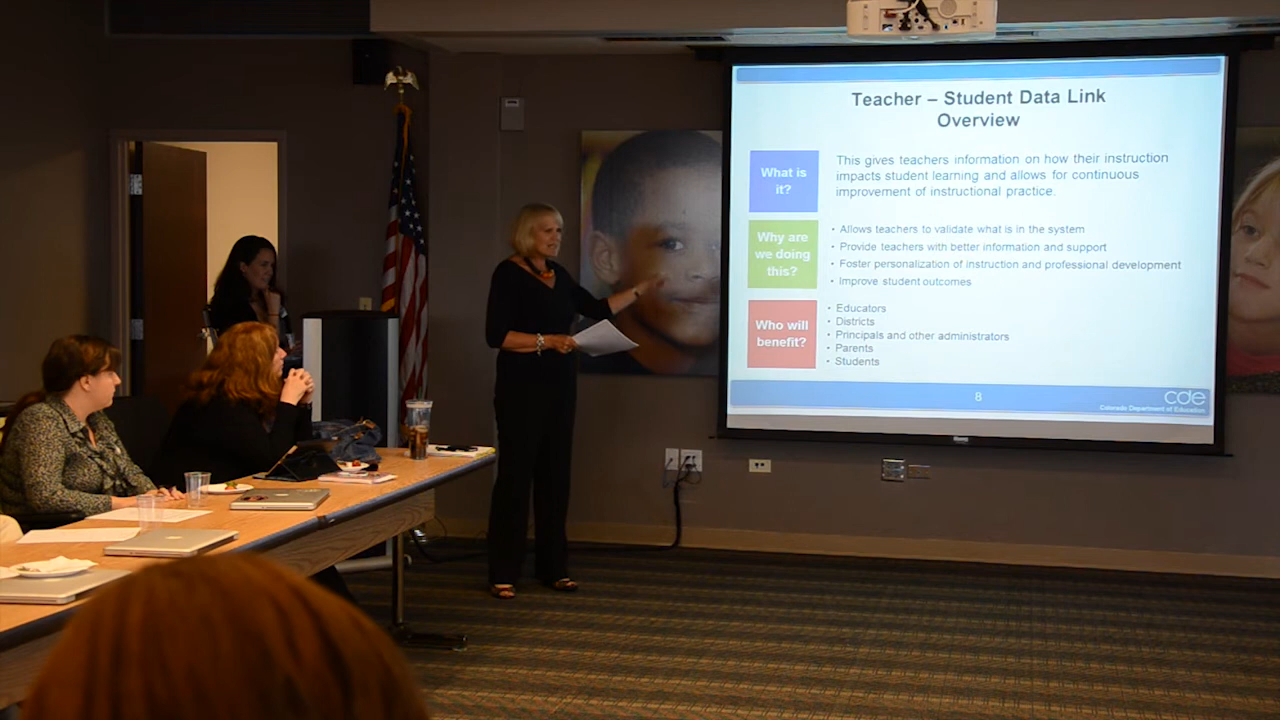 Teacher – Student Data Link
Overview
What is
it?
This gives teachers information on how their instruction
impacts student learning and allows for continuous
improvement of instructional practice.
Why are
we doing
this?
• Allows teachers to validate what is in the system
• Provide teachers with better information and support
• Foster personalization of instruction and professional development
• Improve student outcomes
Who will
benefit?
• Educators
• Districts
• Principals and other administrators
• Parents
• Students
8
cde
Colorado Department of Education